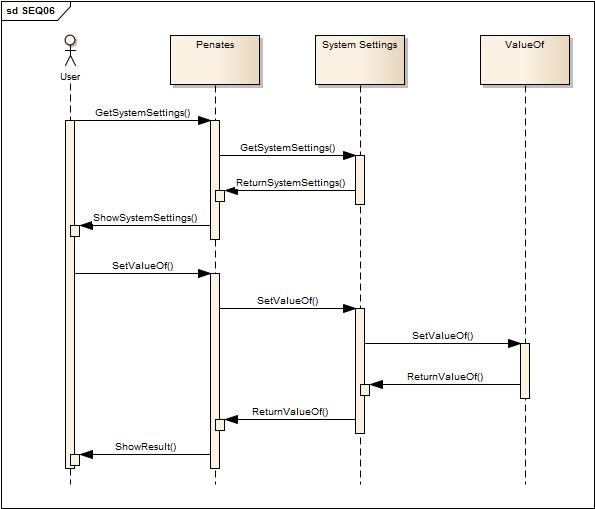 sd SEQ06
User
Penates
System Settings
ValueOf
GetSystemSettings()
GetSystemSettings()
ReturnSystemSettings()
ShowSystemSettings()
SetValueOf()
SetValueOf()
SetValueOf()
ReturnValueOf()
ReturnValueOf()
ShowResult()